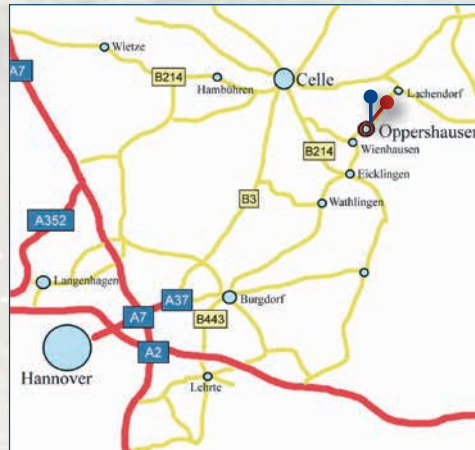 Wietze
A7
B214
Hambühren
Celle
Lachendorf
Oppershausen
B214
Wienhausen
Eicklingen
B3
Wathlingen
A352
Langenhagen
A37
Burgdorf
A7
B443
A2
Hannover
Lehrte